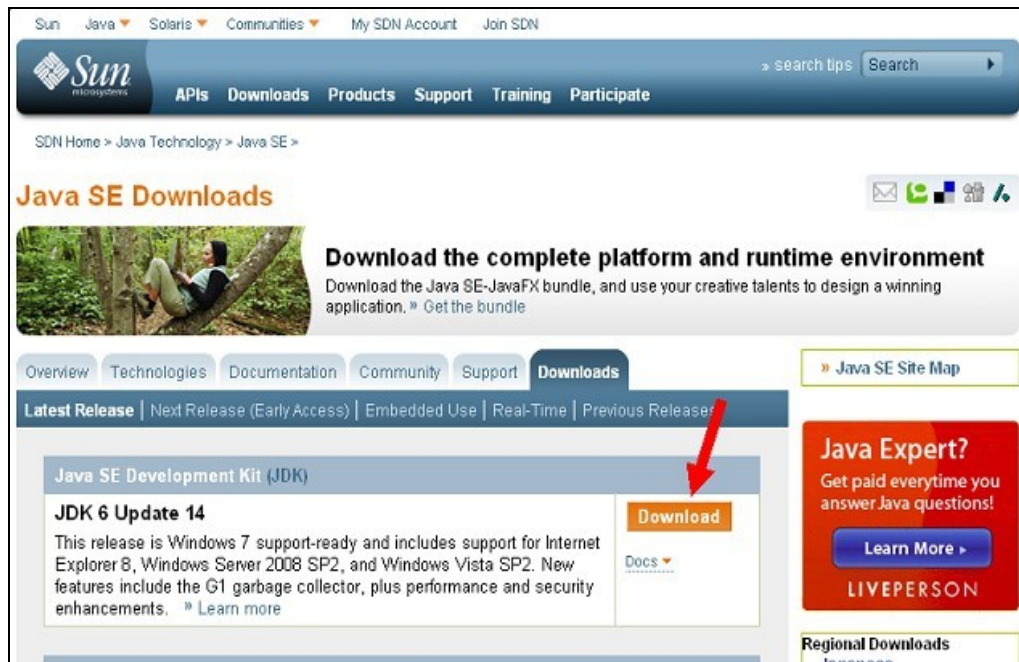 Sun Java Solaris Communities My SDN Account Join SDN
Sun
microsystems
» search tips Search
APIs Downloads Products Support Training Participate
SDN Home > Java Technology > Java SE >
Java SE Downloads
Download the complete platform and runtime environment
Download the Java SE-JavaFX bundle, and use your creative talents to design a winning
application. » Get the bundle
Overview Technologies Documentation Community Support Downloads
» Java SE Site Map
Latest Release | Next Release (Early Access) | Embedded Use | Real-Time | Previous Releases
Java SE Development Kit (JDK)
JDK 6 Update 14
This release is Windows 7 support-ready and includes support for Internet
Explorer 8, Windows Server 2008 SP2, and Windows Vista SP2. New
features include the G1 garbage collector, plus performance and security
enhancements. » Learn more
Download
Docs
Java Expert?
Get paid everytime you
answer Java questions!
Learn More
LIVEPERSON
Regional Downloads